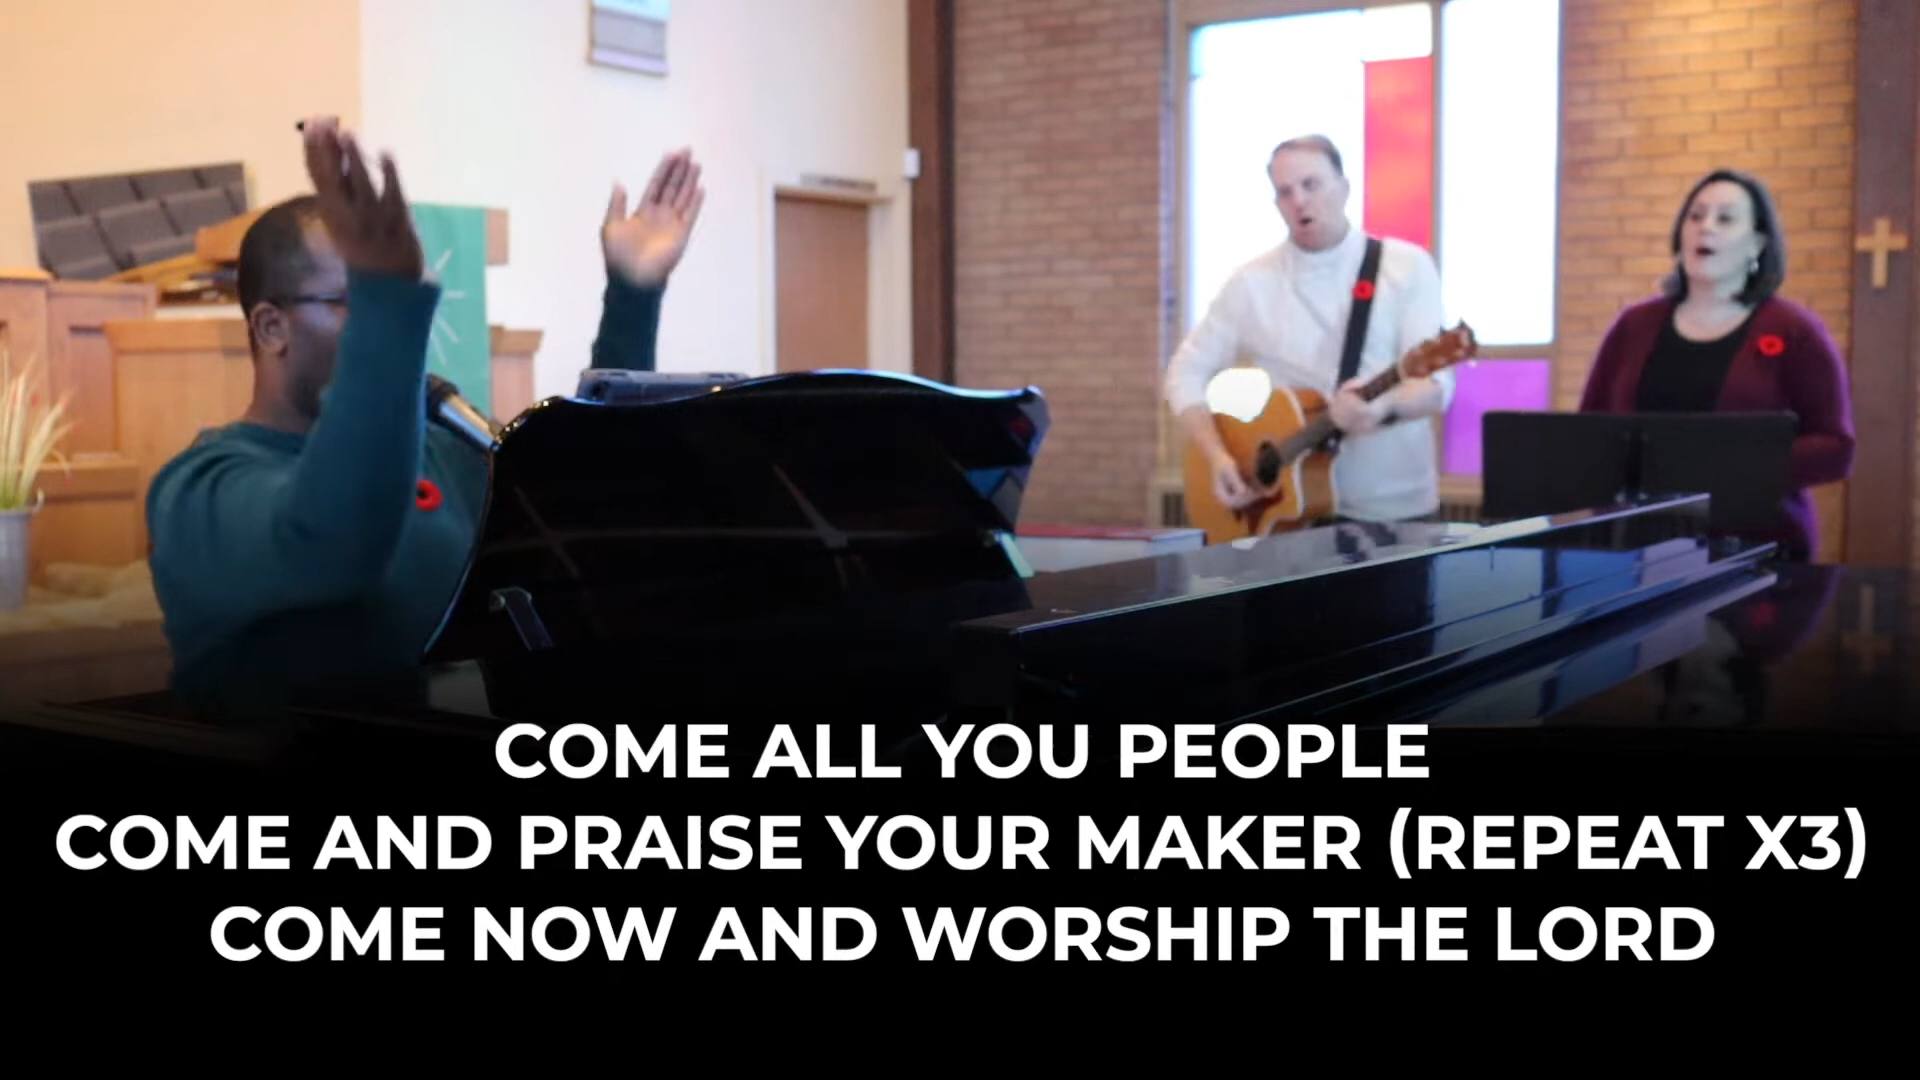 COME ALL YOU PEOPLE
COME AND PRAISE YOUR MAKER (REPEAT X3)
COME NOW AND WORSHIP THE LORD